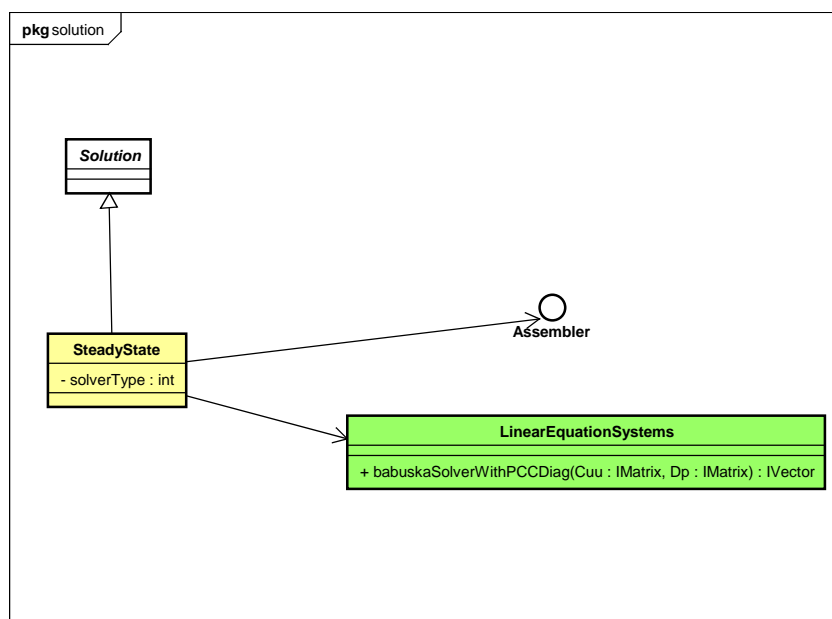 pkg solution
Solution
Assembler
SteadyState
- solverType : int
LinearEquationSystems
+ babuskaSolverWithPCCDiag(Cuu : IMatrix, Dp : IMatrix) : IVector